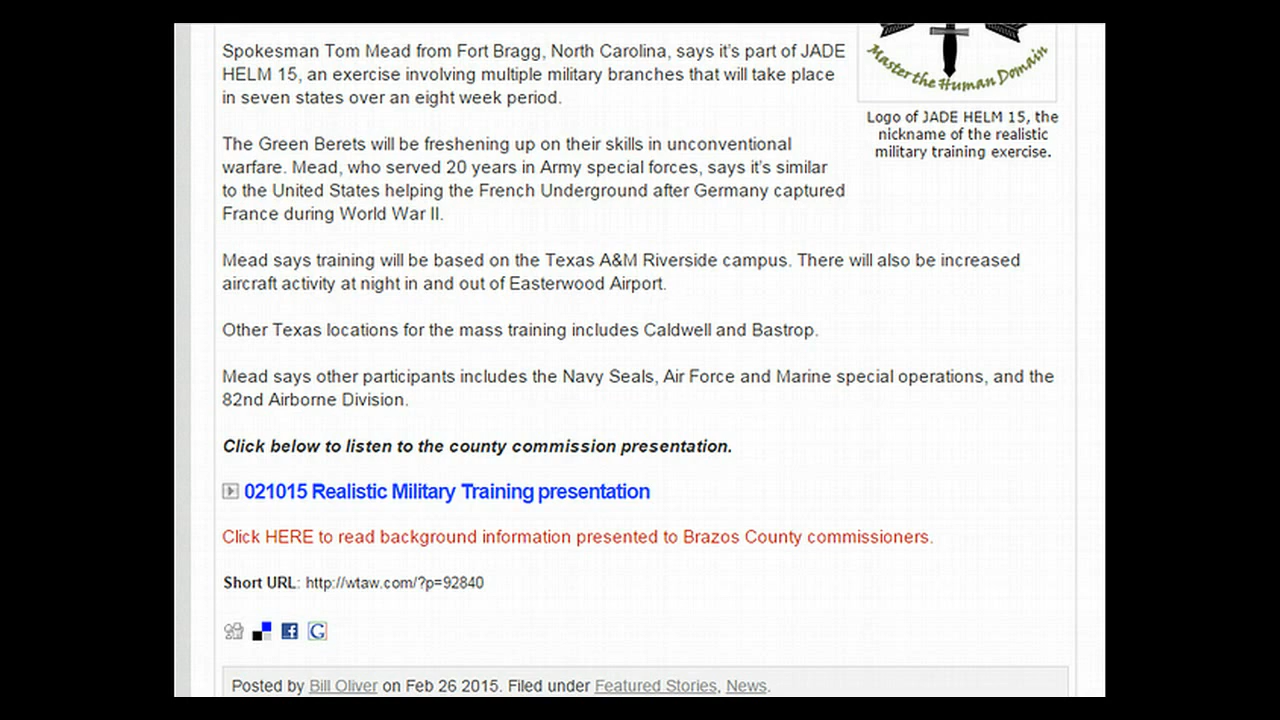 Spokesman Tom Mead from Fort Bragg, North Carolina, says it's part of JADE
HELM 15, an exercise involving multiple military branches that will take place
in seven states over an eight week period.
Master the Human Domain
Logo of JADE HELM 15, the
nickname of the realistic
military training exercise.
The Green Berets will be freshening up on their skills in unconventional
warfare. Mead, who served 20 years in Army special forces, says it's similar
to the United States helping the French Underground after Germany captured
France during World War II.
Mead says training will be based on the Texas A&M Riverside campus. There will also be increased
aircraft activity at night in and out of Easterwood Airport.
Other Texas locations for the mass training includes Caldwell and Bastrop.
Mead says other participants includes the Navy Seals, Air Force and Marine special operations, and the
82nd Airborne Division.
Click below to listen to the county commission presentation.
021015 Realistic Military Training presentation
Click HERE to read background information presented to Brazos County commissioners.
Short URL: http://wtaw.com/?p=92840
Posted by Bill Oliver on Feb 26 2015. Filed under Featured Stories, News.